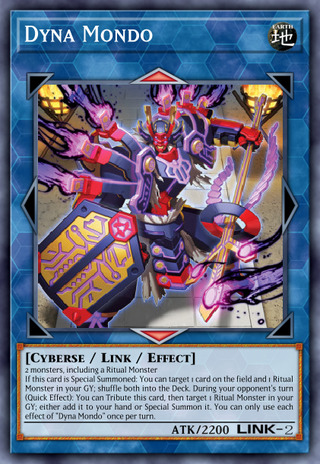 Dyna Mondo
EARTH
地
[Cyberse / Link / Effect]
2 monsters, including a Ritual Monster
If this card is Special Summoned: You can target 1 card on the field and 1 Ritual
Monster in your GY; shuffle both into the Deck. During your opponent's turn
(Quick Effect): You can Tribute this card, then target 1 Ritual Monster in your
GY; either add it to your hand or Special Summon it. You can only use each
effect of "Dyna Mondo" once per turn.
ATK/2200 LINK-2